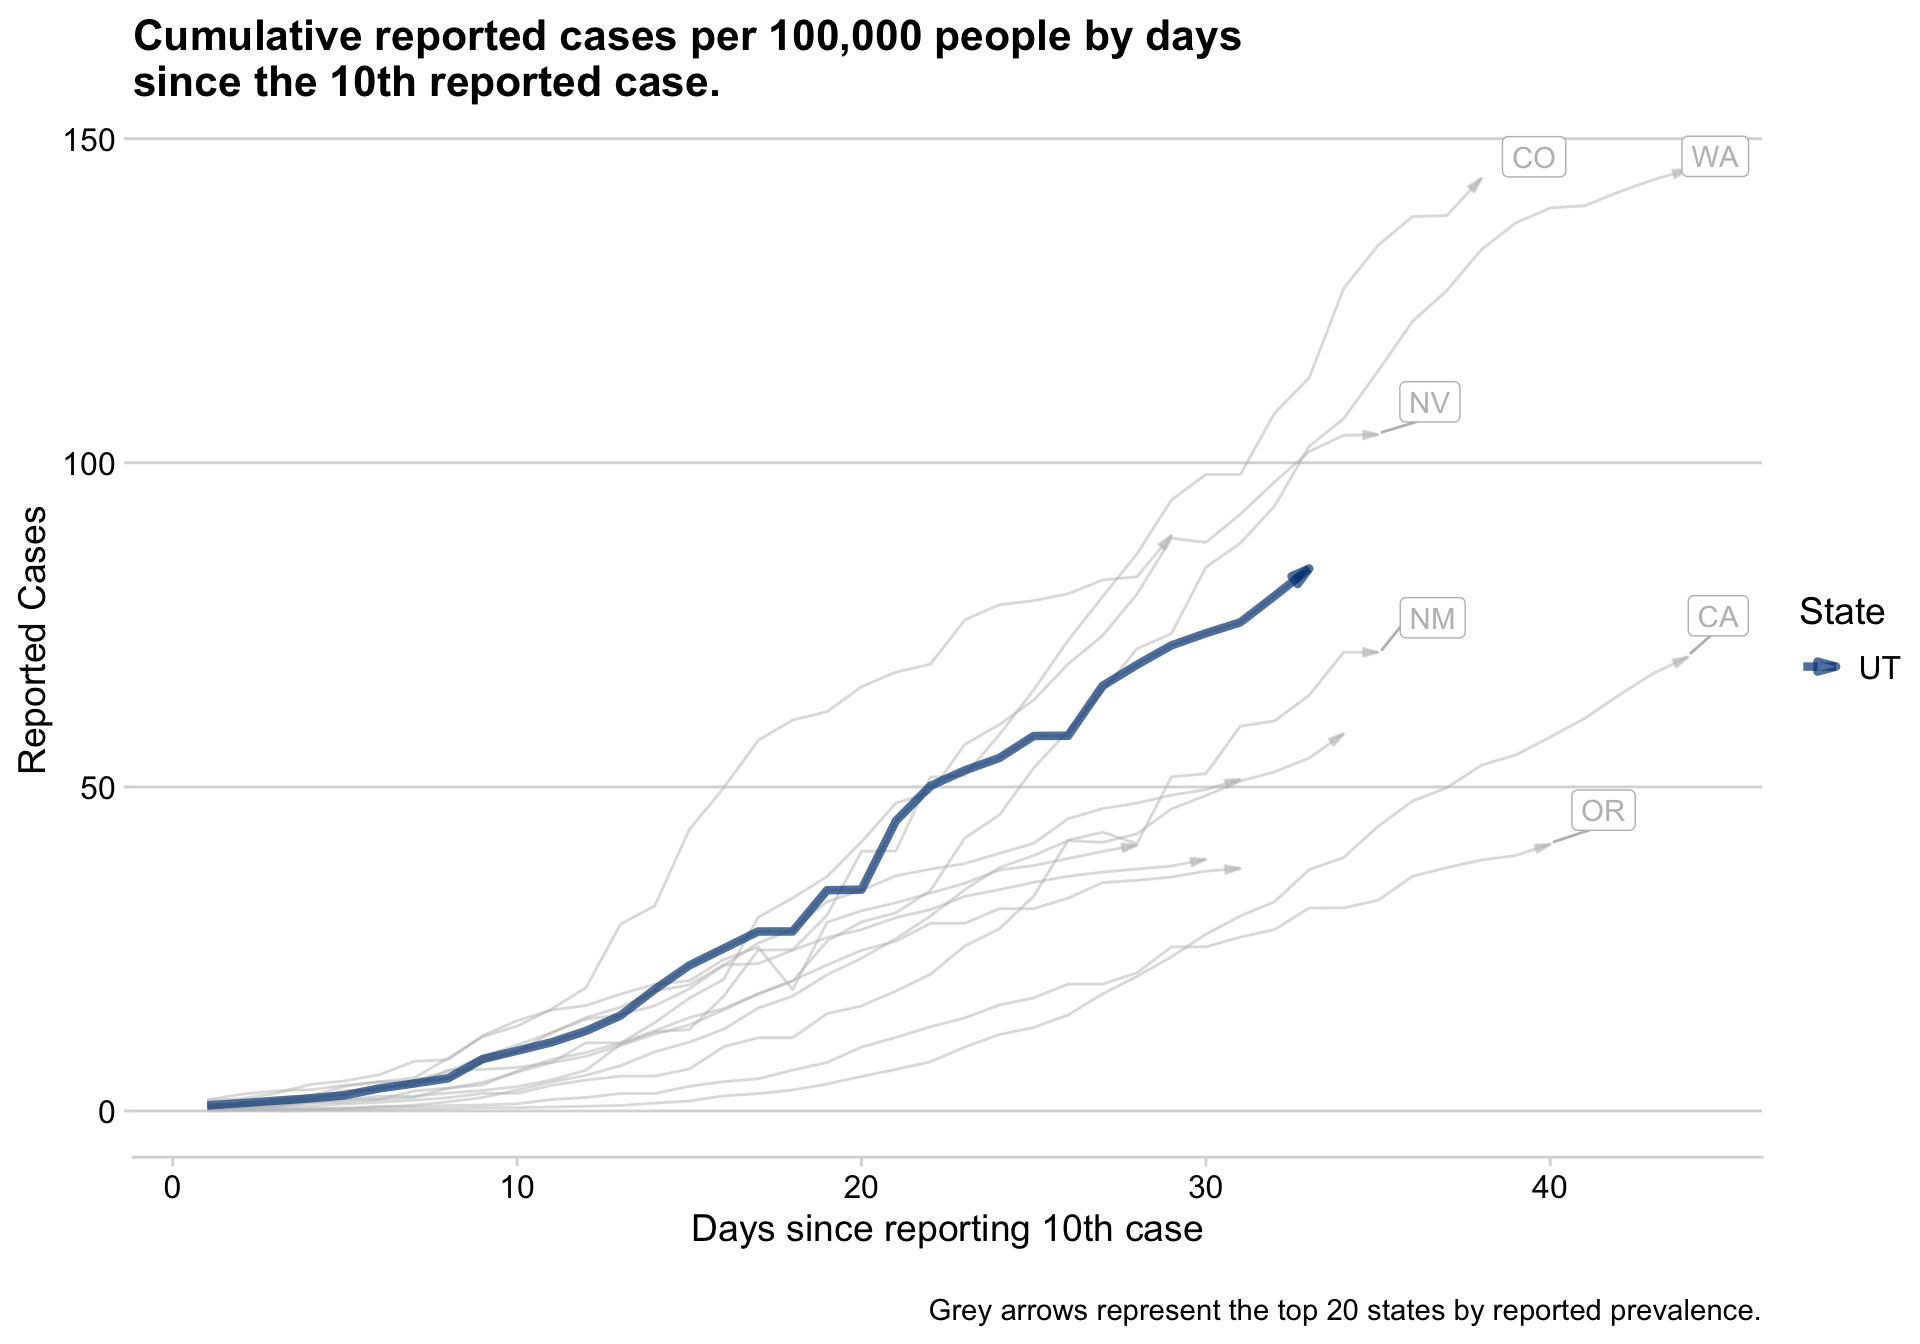 Cumulative reported cases per 100,000 people by days
since the 10th reported case.
150
100
50
0
Reported Cases
CO
WA
NV
NM
CA
OR
State
UT
0
10
20
30
40
Days since reporting 10th case
Grey arrows represent the top 20 states by reported prevalence.